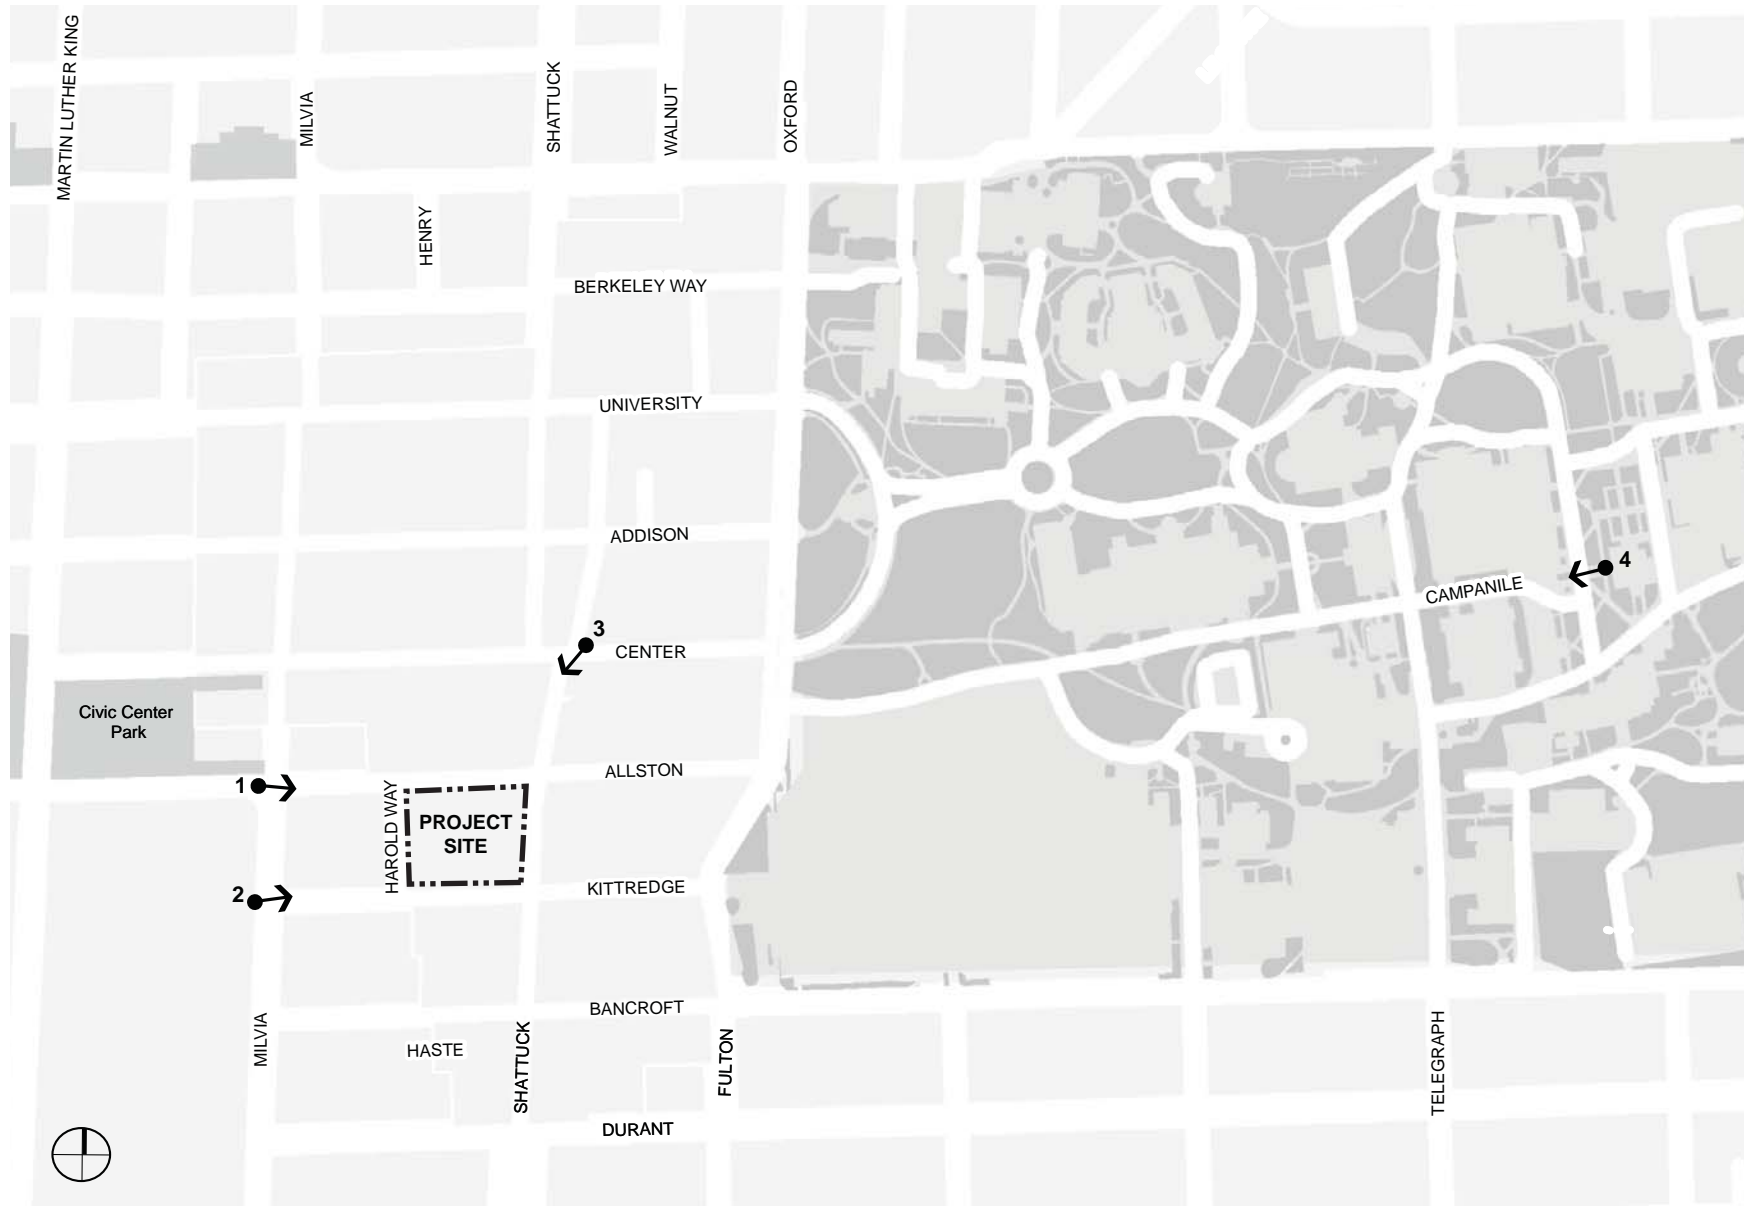 MARTIN LUTHER KING
MILVIA
SHATTUCK
WALNUT
OXFORD
HENRY
BERKELEY WAY
UNIVERSITY
ADDISON
CAMPANILE
4
3
CENTER
Civic Center
Park
ALLSTON
1
HAROLD WAY
PROJECT
SITE
2
KITTREDGE
BANCROFT
MILVIA
HASTE
SHATTUCK
FULTON
TELEGRAPH
DURANT